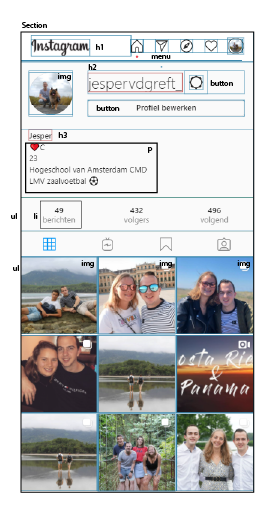 Section
Instagram h1
menu
h2
img
jespervdgreft_ button
button Profiel bewerken
Jesper h3
C p
23
Hogeschool van Amsterdam CMD
LMV zaalvoetbal ⚽
ul li 49 432 496
berichten volgers volgend
ul
img img img
osta Ric
&
Panama